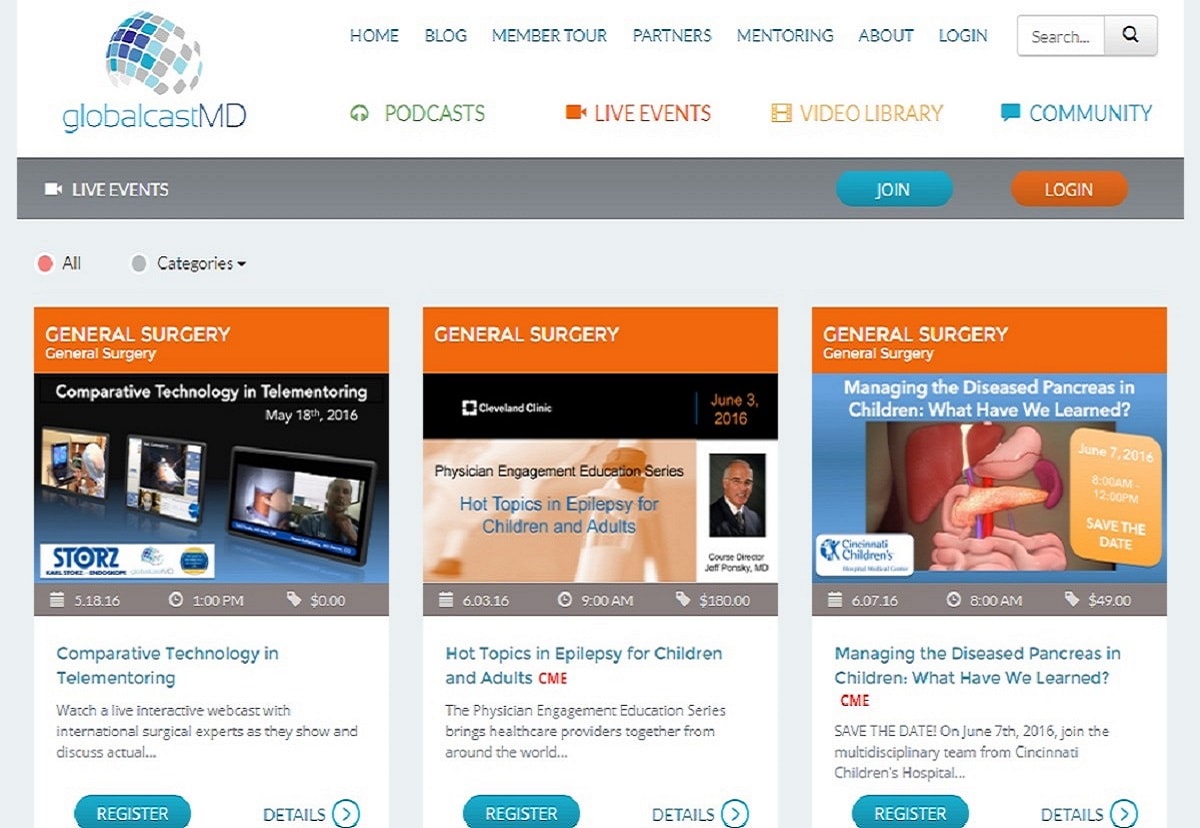 HOME BLOG MEMBER TOUR PARTNERS MENTORING ABOUT LOGIN Search...
globalcastMD
PODCASTS LIVE EVENTS VIDEO LIBRARY COMMUNITY
LIVE EVENTS JOIN LOGIN
All Categories
GENERAL SURGERY
General Surgery
Comparative Technology in Telementoring
May 18th, 2016
STORZ
KARL STORZ - ENDOSKOPE
globalcastMD
5.18.16 1:00 PM $0.00
Comparative Technology in
Telementoring
Watch a live interactive webcast with
international surgical experts as they show and
discuss actual...
REGISTER DETAILS
GENERAL SURGERY
Cleveland Clinic
June 3,
2016
Physician Engagement Education Series
Hot Topics in Epilepsy for
Children and Adults
Course Director
Jeff Ponsky, MD
6.03.16 9:00 AM $180.00
Hot Topics in Epilepsy for Children
and Adults CME
The Physician Engagement Education Series
brings healthcare providers together from
around the world...
REGISTER DETAILS
GENERAL SURGERY
General Surgery
Managing the Diseased Pancreas in
Children: What Have We Learned?
June 7, 2016
8:00AM -
12:00PM
SAVE THE
DATE
Cincinnati
Children's
Hospital Medical Center
6.07.16 8:00 AM $49.00
Managing the Diseased Pancreas in
Children: What Have We Learned?
CME
SAVE THE DATE! On June 7th, 2016, join the
multidisciplinary team from Cincinnati
Children's Hospital...
REGISTER DETAILS